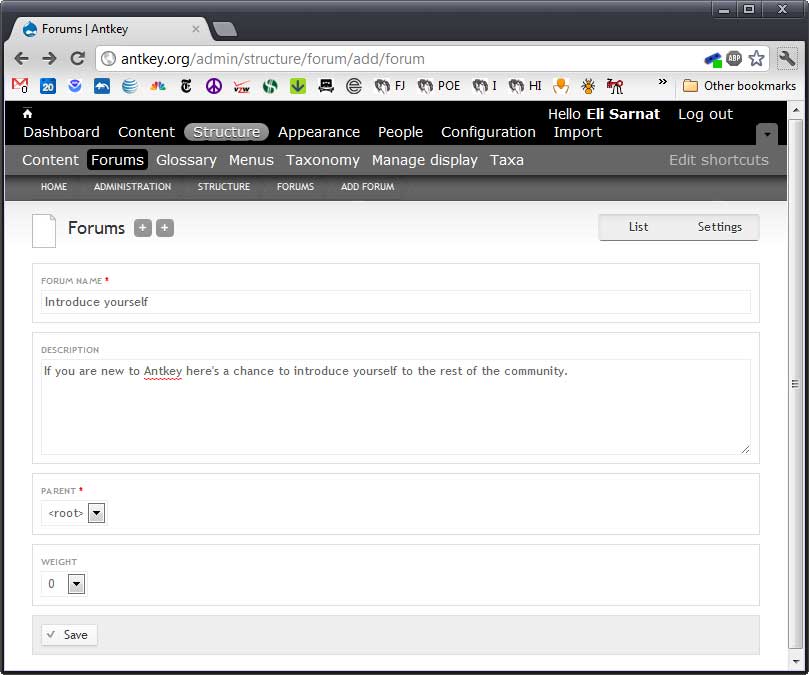 Forums | Antkey
antkey.org/admin/structure/forum/add/forum
ABP
20
FJ POE I HI » Other bookmarks
Hello Eli Sarnat Log out
Dashboard Content Structure Appearance People Configuration Import
Content Forums Glossary Menus Taxonomy Manage display Taxa Edit shortcuts
HOME ADMINISTRATION STRUCTURE FORUMS ADD FORUM
Forums + + List Settings
FORUM NAME *
Introduce yourself
DESCRIPTION
If you are new to Antkey here's a chance to introduce yourself to the rest of the community.
PARENT *
<root>
WEIGHT
0
Save